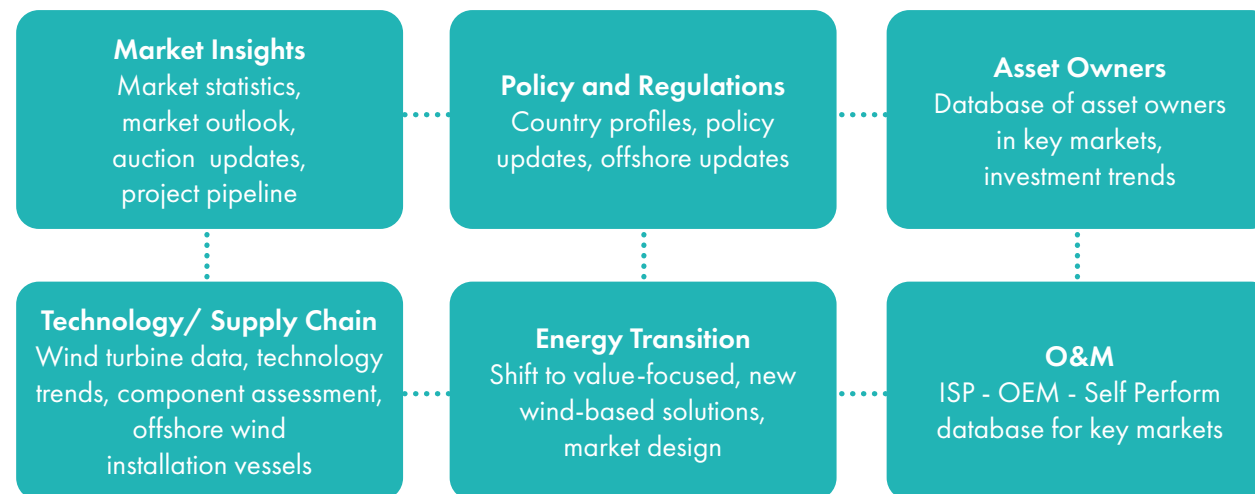 Market Insights
Market statistics,
market outlook,
auction updates,
project pipeline
Policy and Regulations
Country profiles, policy
updates, offshore updates
Asset Owners
Database of asset owners
in key markets,
investment trends
Technology/ Supply Chain
Wind turbine data, technology
trends, component assessment,
offshore wind
installation vessels
Energy Transition
Shift to value-focused, new
wind-based solutions,
market design
O&M
ISP - OEM - Self Perform
database for key markets